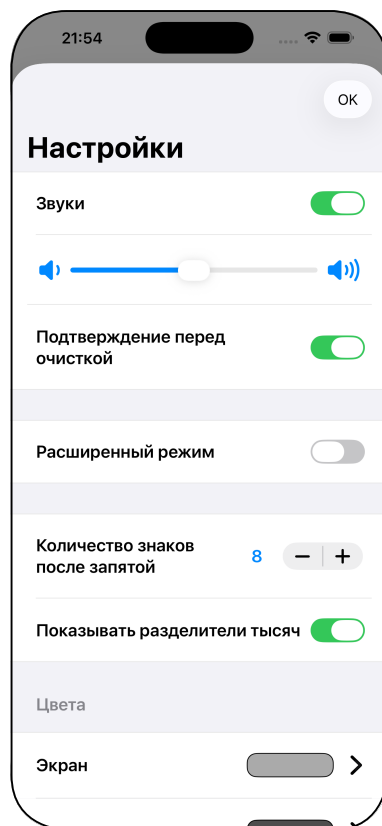 21:54
OK
Настройки
Звуки
Подтверждение перед
очисткой
Расширенный режим
Количество знаков
после запятой
8
Показывать разделители тысяч
Цвета
Экран